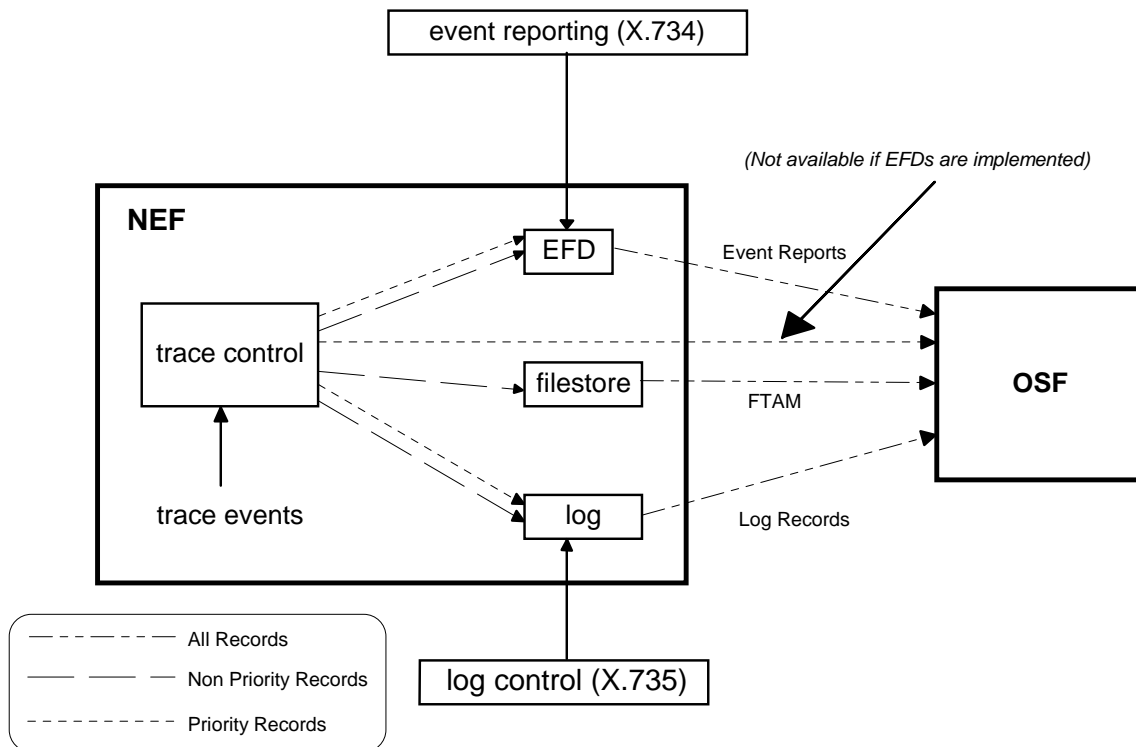 event reporting (X.734)
(Not available if EFDs are implemented)
NEF
EFD
Event Reports
trace control
filestore
FTAM
OSF
trace events
log
Log Records
All Records
Non Priority Records
Priority Records
log control (X.735)